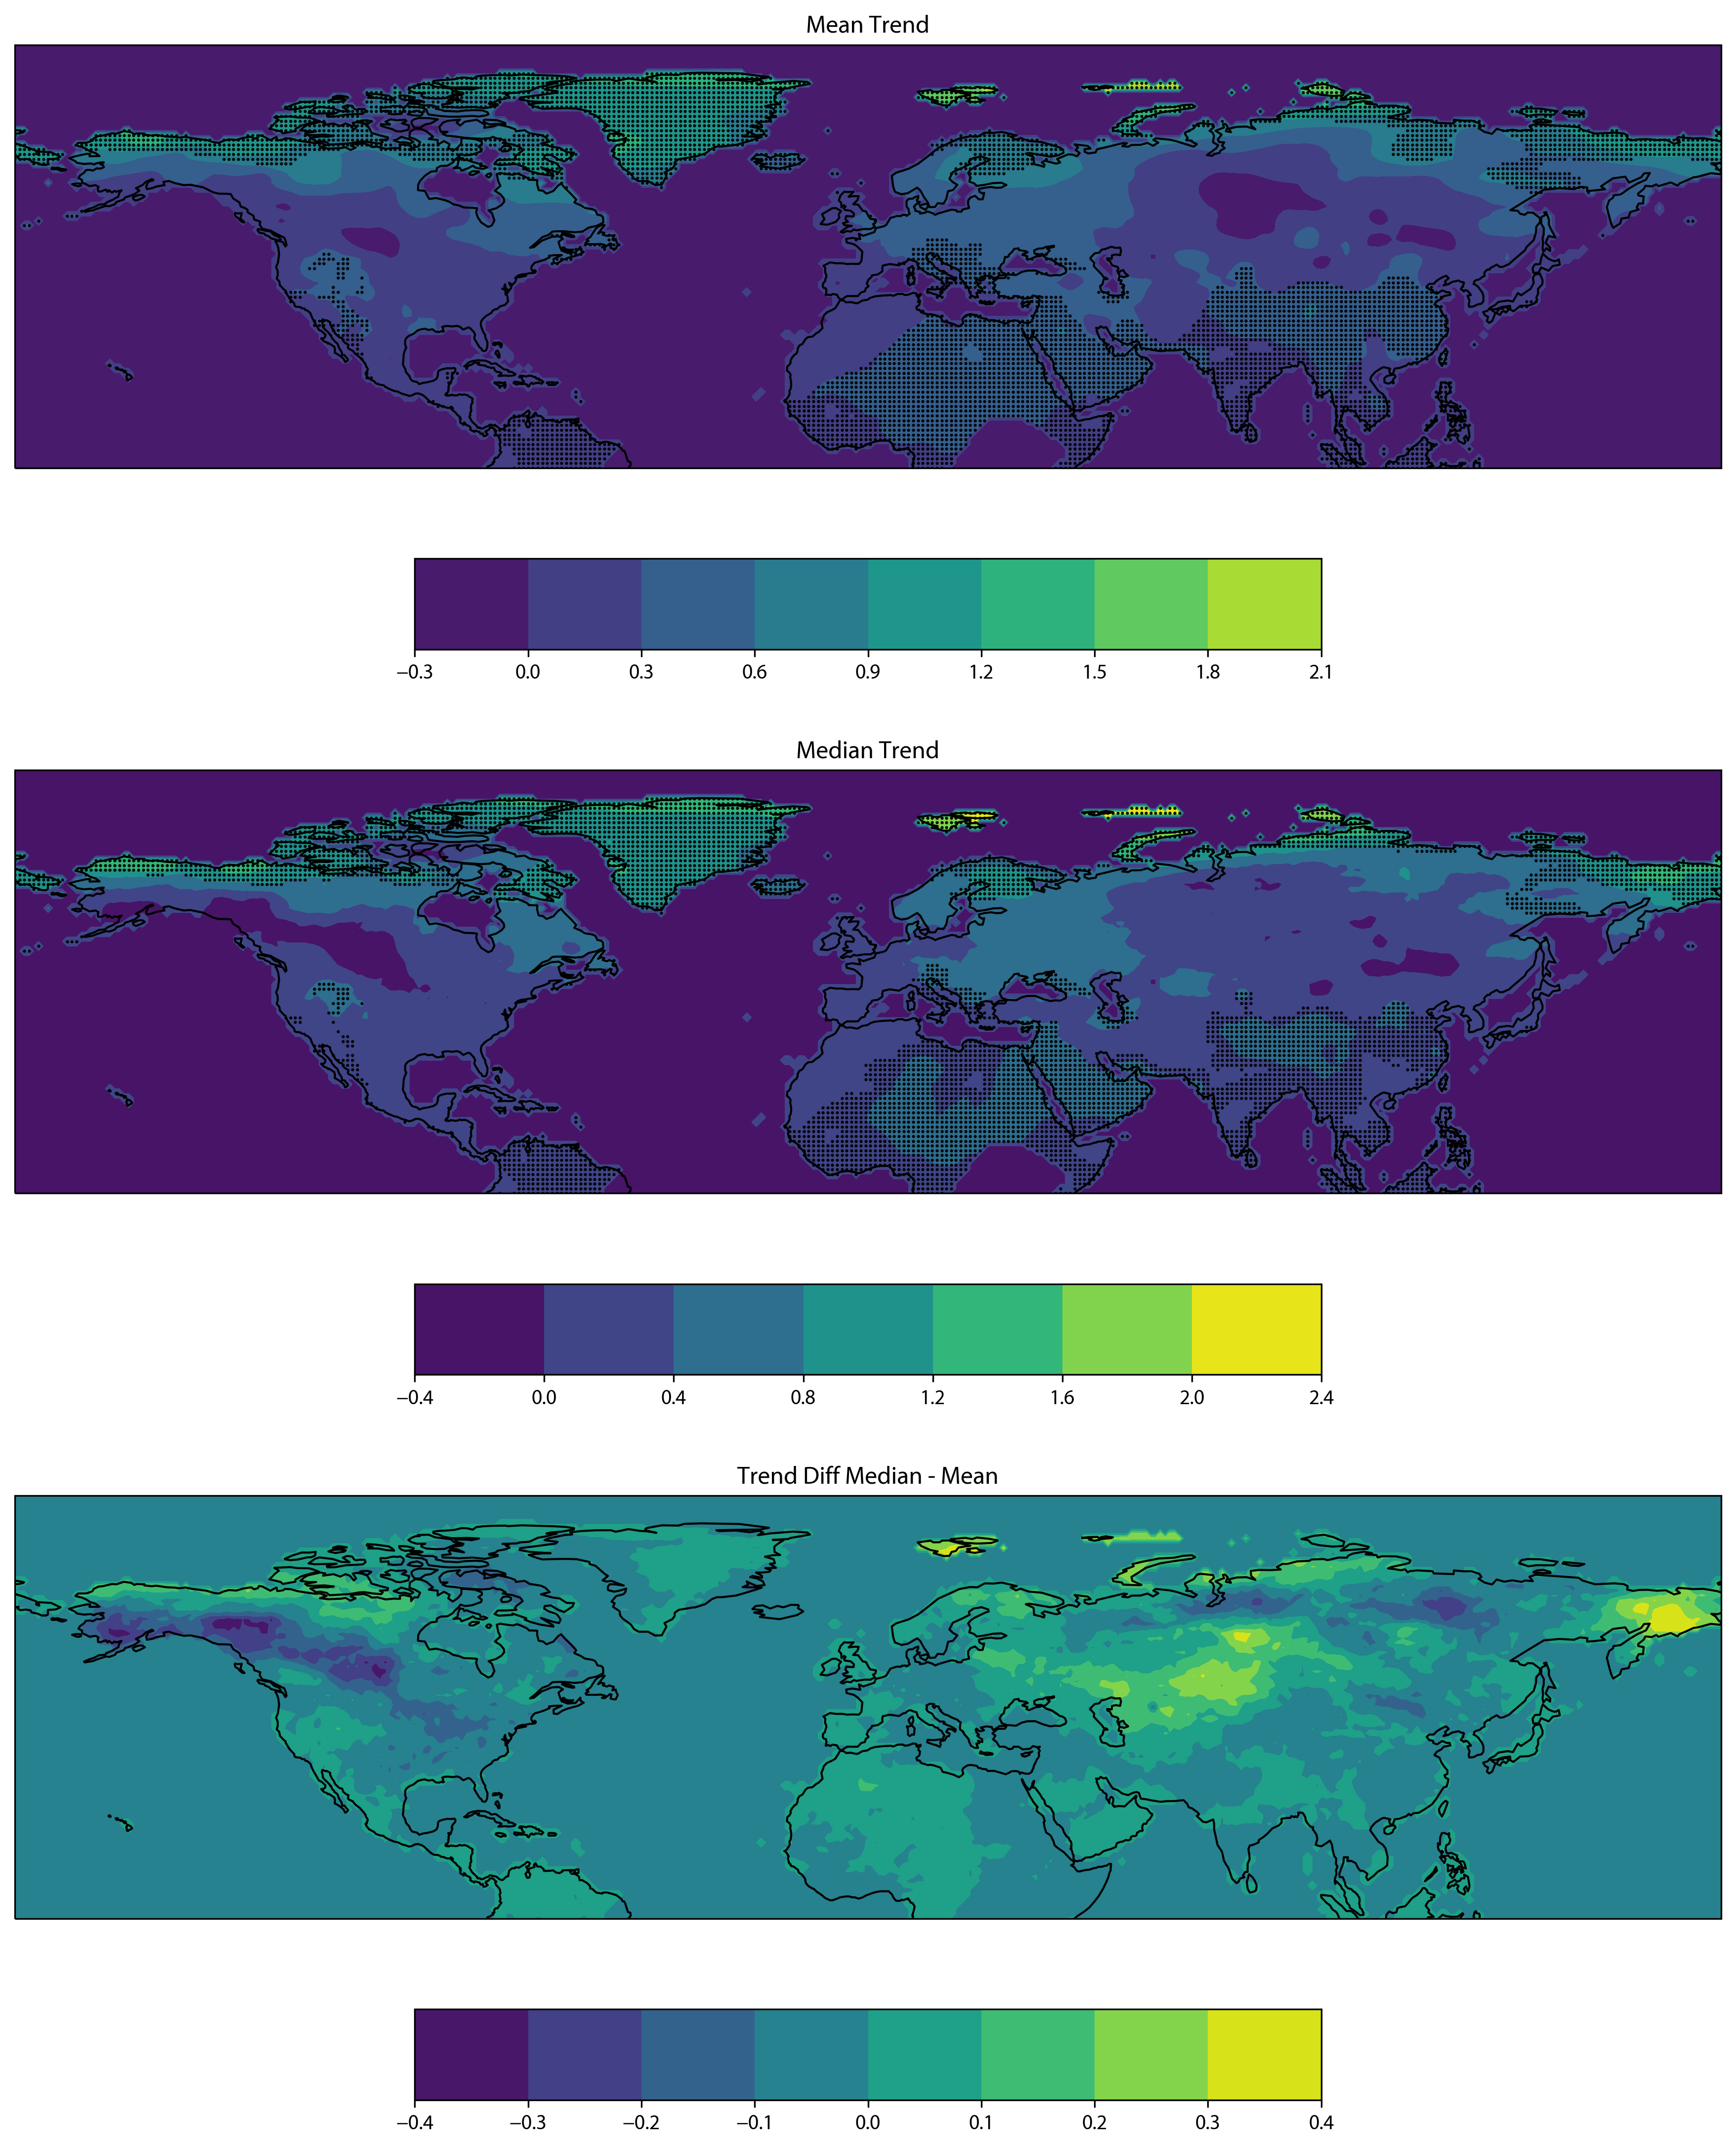 Mean Trend
−0.3 0.0 0.3 0.6 0.9 1.2 1.5 1.8 2.1
Median Trend
−0.4 0.0 0.4 0.8 1.2 1.6 2.0 2.4
Trend Diff Median - Mean
−0.4 −0.3 −0.2 −0.1 0.0 0.1 0.2 0.3 0.4